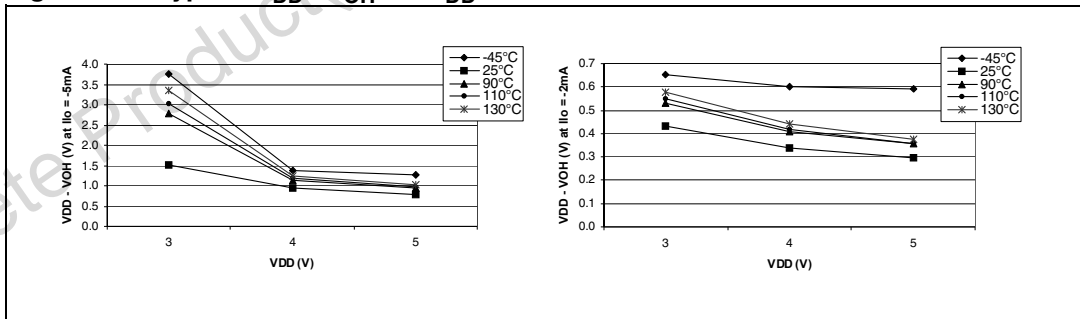 VDD - VOH (V) at Ilo = -5mA
4.0
3.5
3.0
2.5
2.0
1.5
1.0
0.5
0.0
3 4 5
VDD (V)
-45°C
25°C
90°C
110°C
130°C
VDD - VOH (V) at Ilo = -2mA
0.7
0.6
0.5
0.4
0.3
0.2
0.1
0.0
3 4 5
VDD (V)
-45°C
25°C
90°C
110°C
130°C